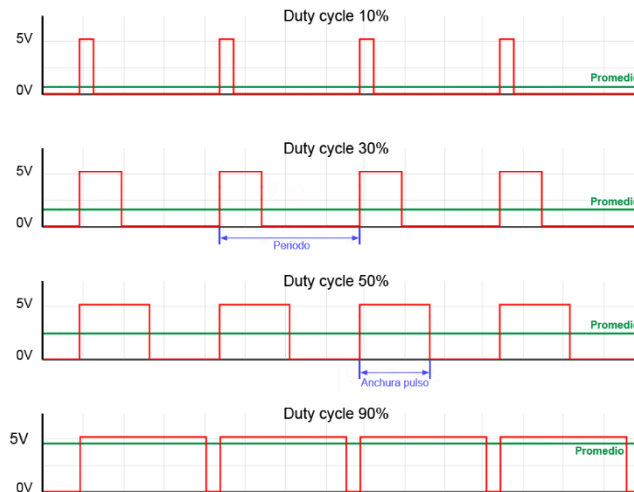 Duty cycle 10%
5V
Promedio
0V
Duty cycle 30%
5V
Promedio
0V
Periodo
Duty cycle 50%
5V
Promedio
0V
Anchura pulso
Duty cycle 90%
5V
Promedio
0V